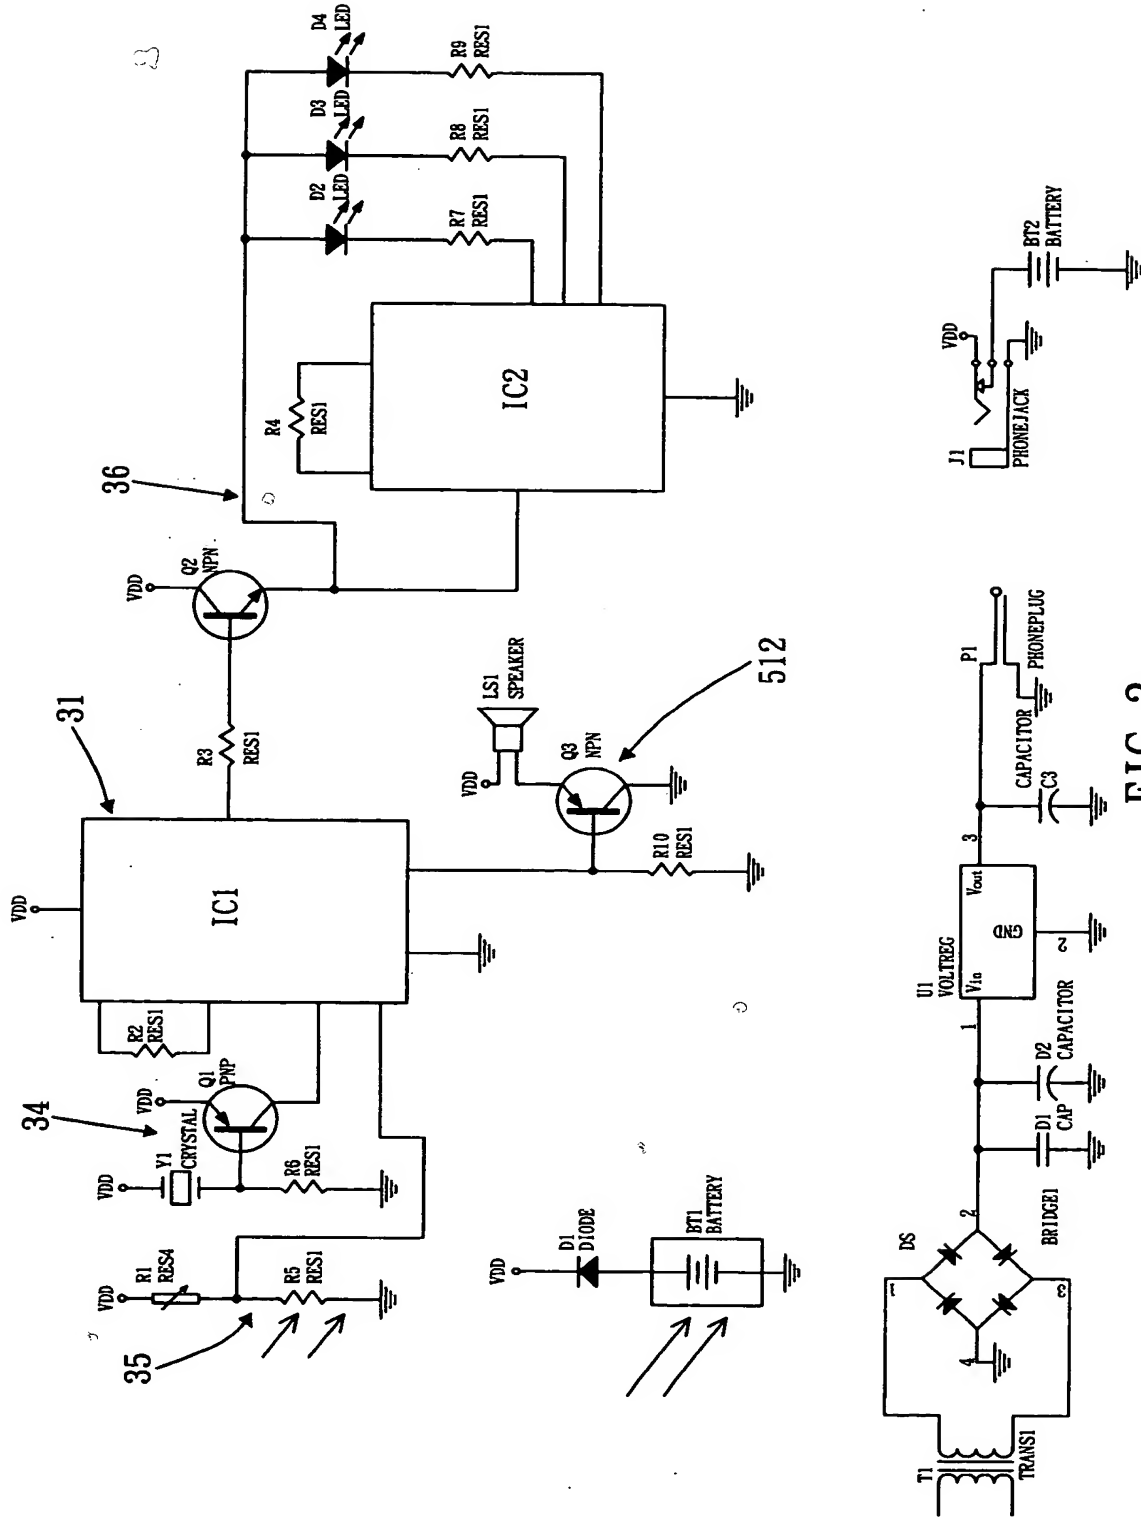 VDD
R1
RES4
R5
RES1
35
VDD
Y1
CRYSTAL
34
VDD
Q1
PNP
R6
RES1
R2
RES1
VDD
IC1
31
R3
RES1
VDD
Q2
NPN
36
R4
RES1
IC2
D2
LED
D3
LED
D4
LED
R7
RES1
R8
RES1
R9
RES1
VDD
LS1
SPEAKER
Q3
NPN
512
R10
RES1
VDD
D1
DIODE
BT1
BATTERY
VDD
J1
PHONEJACK
BT2
BATTERY
T1
TRANS1
1
3
4
2
DS
BRIDGE1
D1
CAP
D2
CAPACITOR
1
U1
VOLTREG
Vin
Vout
GND
2
3
CAPACITOR
C3
P1
PHONEPLUG